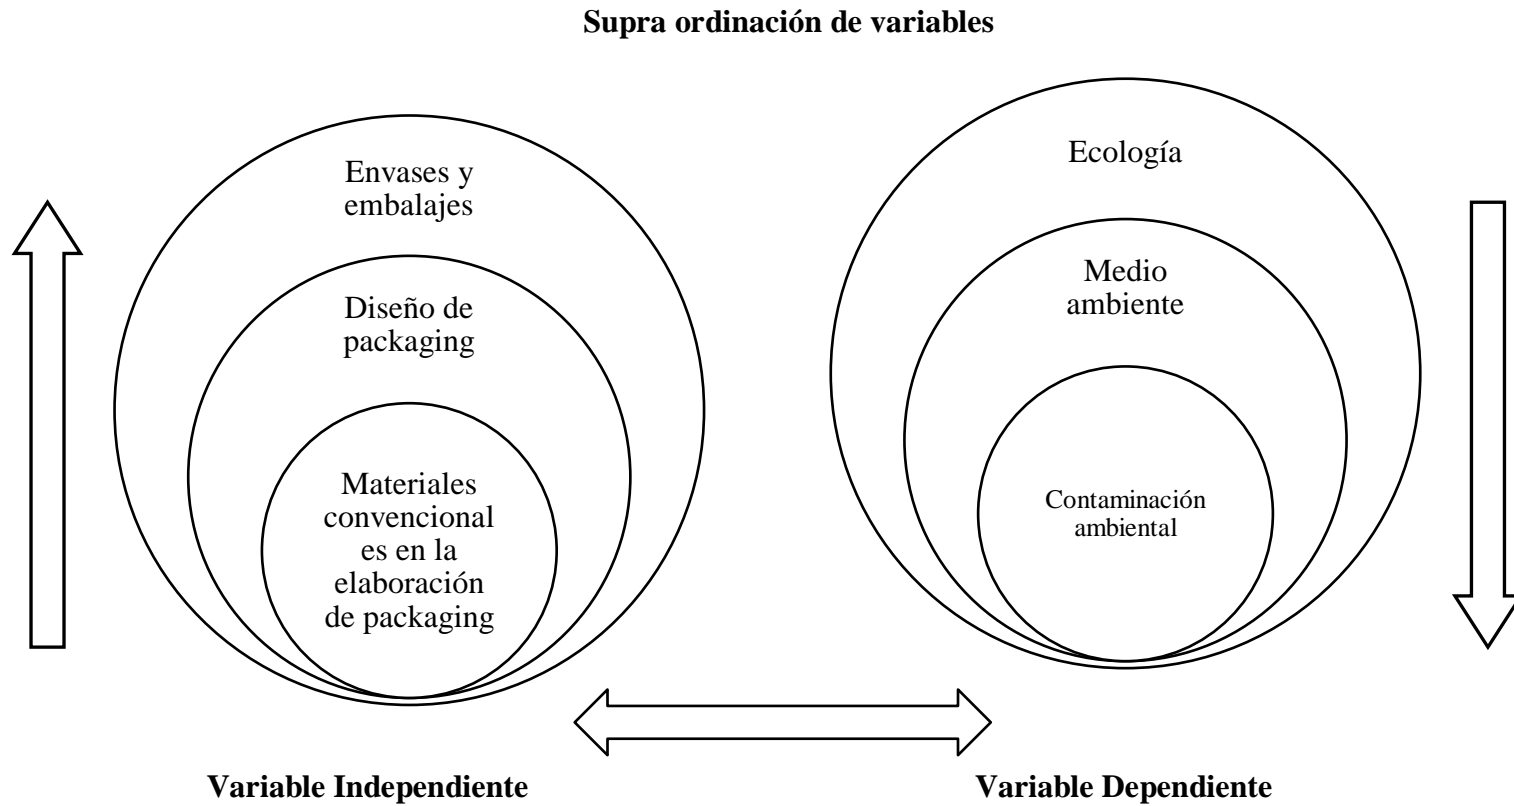 Supra ordinación de variables
Envases y
embalajes
Diseño de
packaging
Materiales
convencional
es en la
elaboración
de packaging
Ecología
Medio
ambiente
Contaminación
ambiental
Variable Independiente
Variable Dependiente